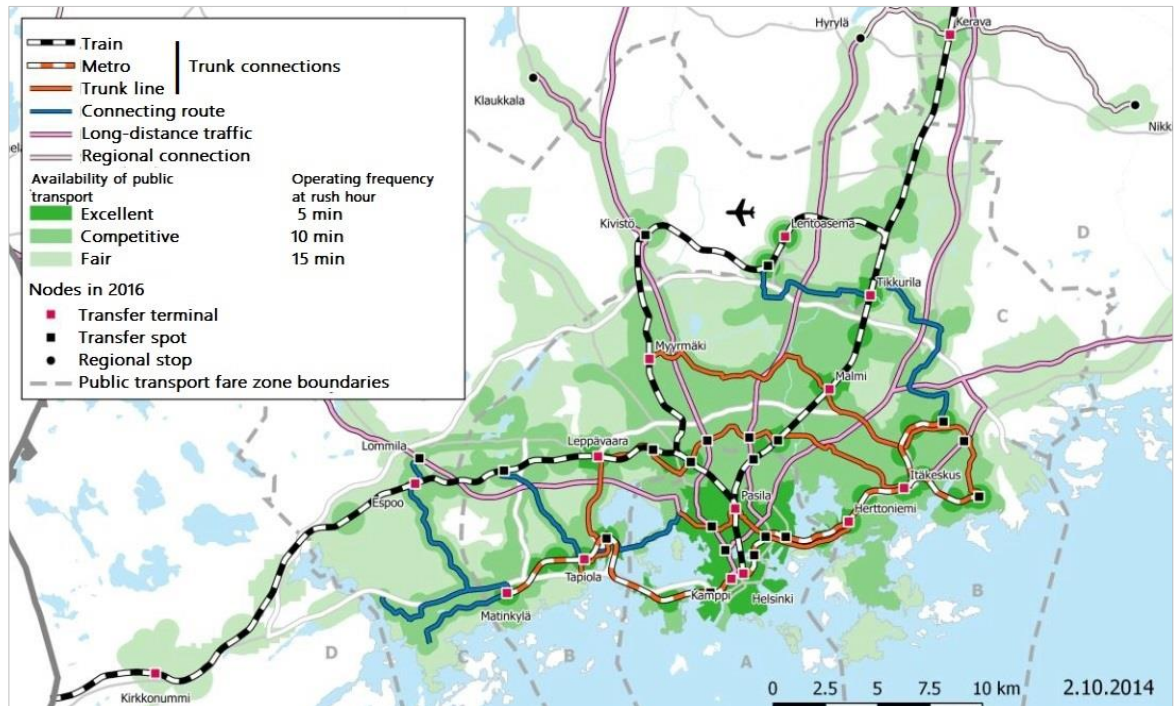 Train
Metro
Trunk connections
Trunk line
Connecting route
Long-distance traffic
Regional connection
Availability of public transport
Operating frequency at rush hour
Excellent 5 min
Competitive 10 min
Fair 15 min
Nodes in 2016
Transfer terminal
Transfer spot
Regional stop
Public transport fare zone boundaries
Hyrylä
Kerava
Klaukkala
Nikk
Kivistö
Lentoasema
D
Tikkurila
C
Myyrmäki
Malmi
Lommila
Leppävaara
Espoo
Itäkeskus
Pasila
Herttoniemi
Tapiola
Kamppi
Helsinki
Matinkylä
B
D
C
B
A
Kirkkonummi
0 2.5 5 7.5 10 km
2.10.2014